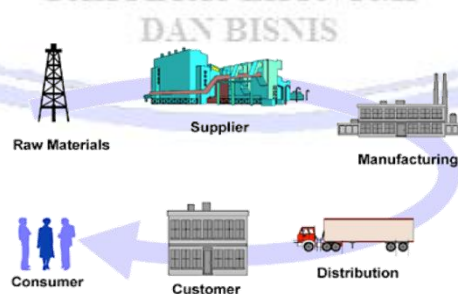 DAN BISNIS
Raw Materials
Supplier
Manufacturing
Distribution
Customer
Consumer